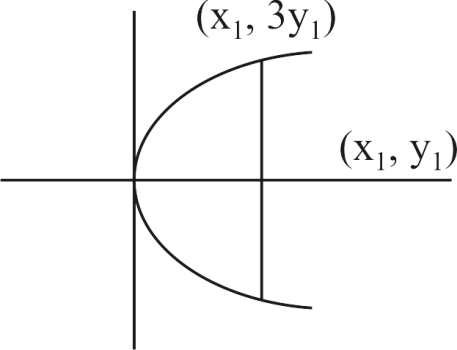 (x₁, 3y₁)
(x₁, y₁)